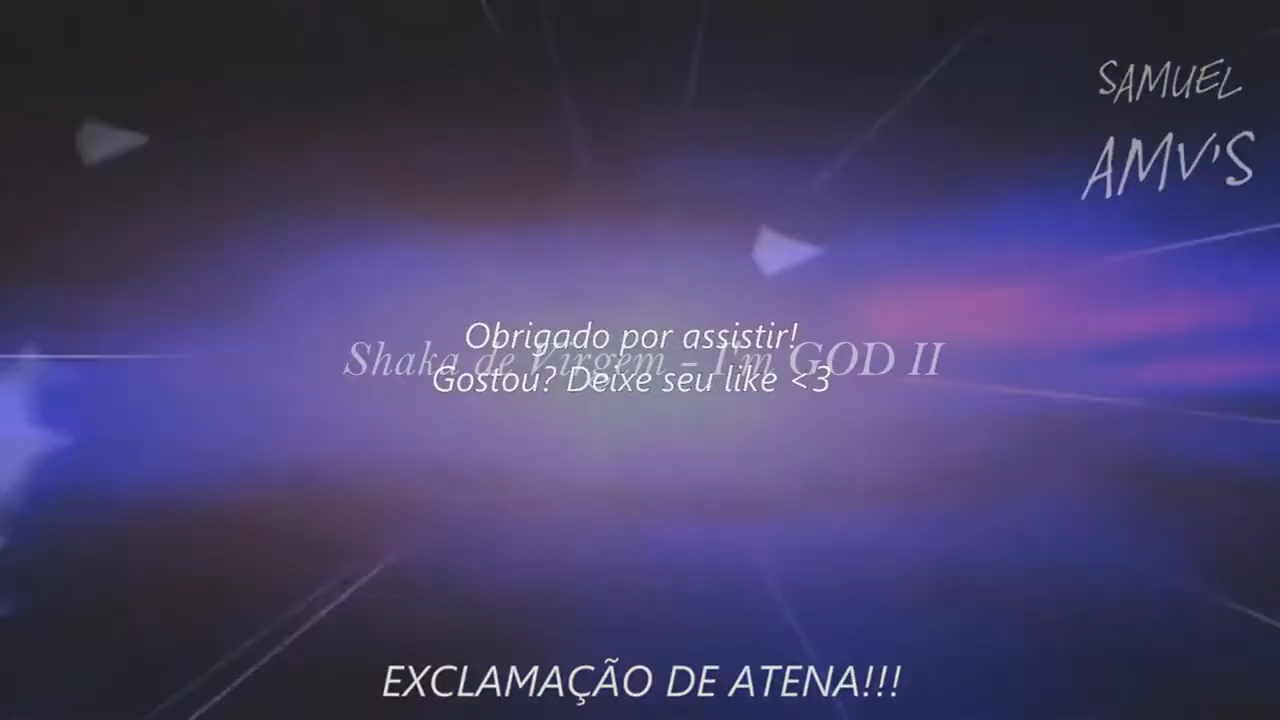 SAMUEL
AMV'S
Obrigado por assistir!
Shaka de Virgem - I'm GOD II
Gostou? Deixe seu like <3
EXCLAMAÇÃO DE ATENA!!!